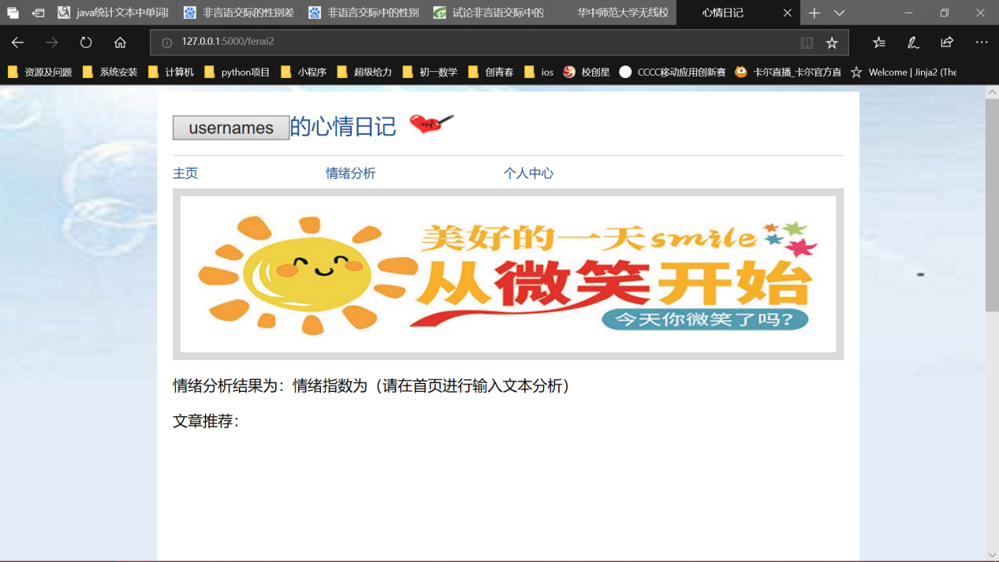 java统计文本中单词
非言语交际的性别差
非语言交际中的性别
试论非言语交际中的
华中师范大学无线校
心情日记
127.0.0.1:5000/fenxi2
资源及问题
系统安装
计算机
python项目
小程序
超级给力
初一数学
创青春
ios
校创星
CCCC移动应用创新赛
卡尔直播_卡尔官方直
Welcome | Jinja2 (The
usernames的心情日记
主页
情绪分析
个人中心
美好的一天smile
从微笑开始
今天你微笑了吗?
情绪分析结果为：情绪指数为（请在首页进行输入文本分析）
文章推荐：